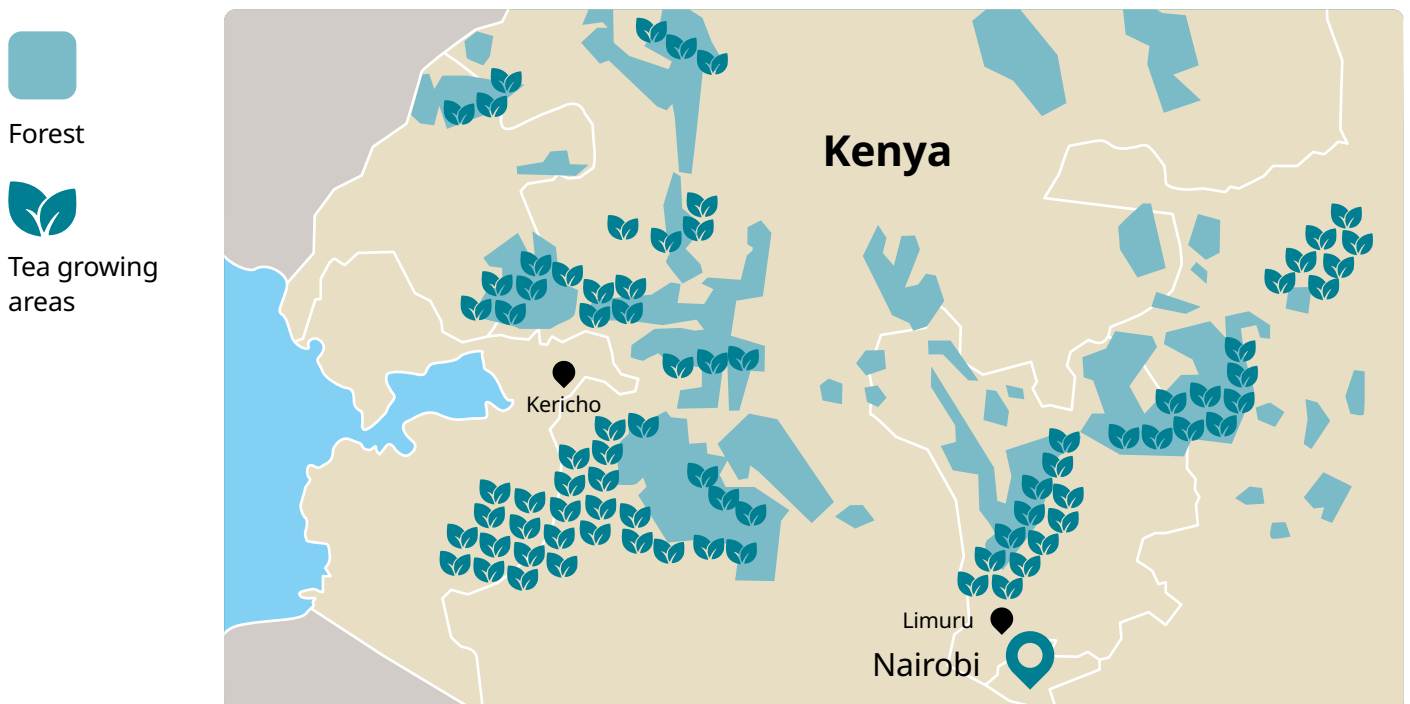 Forest
Tea growing
areas
Kenya
Kericho
Limuru
Nairobi